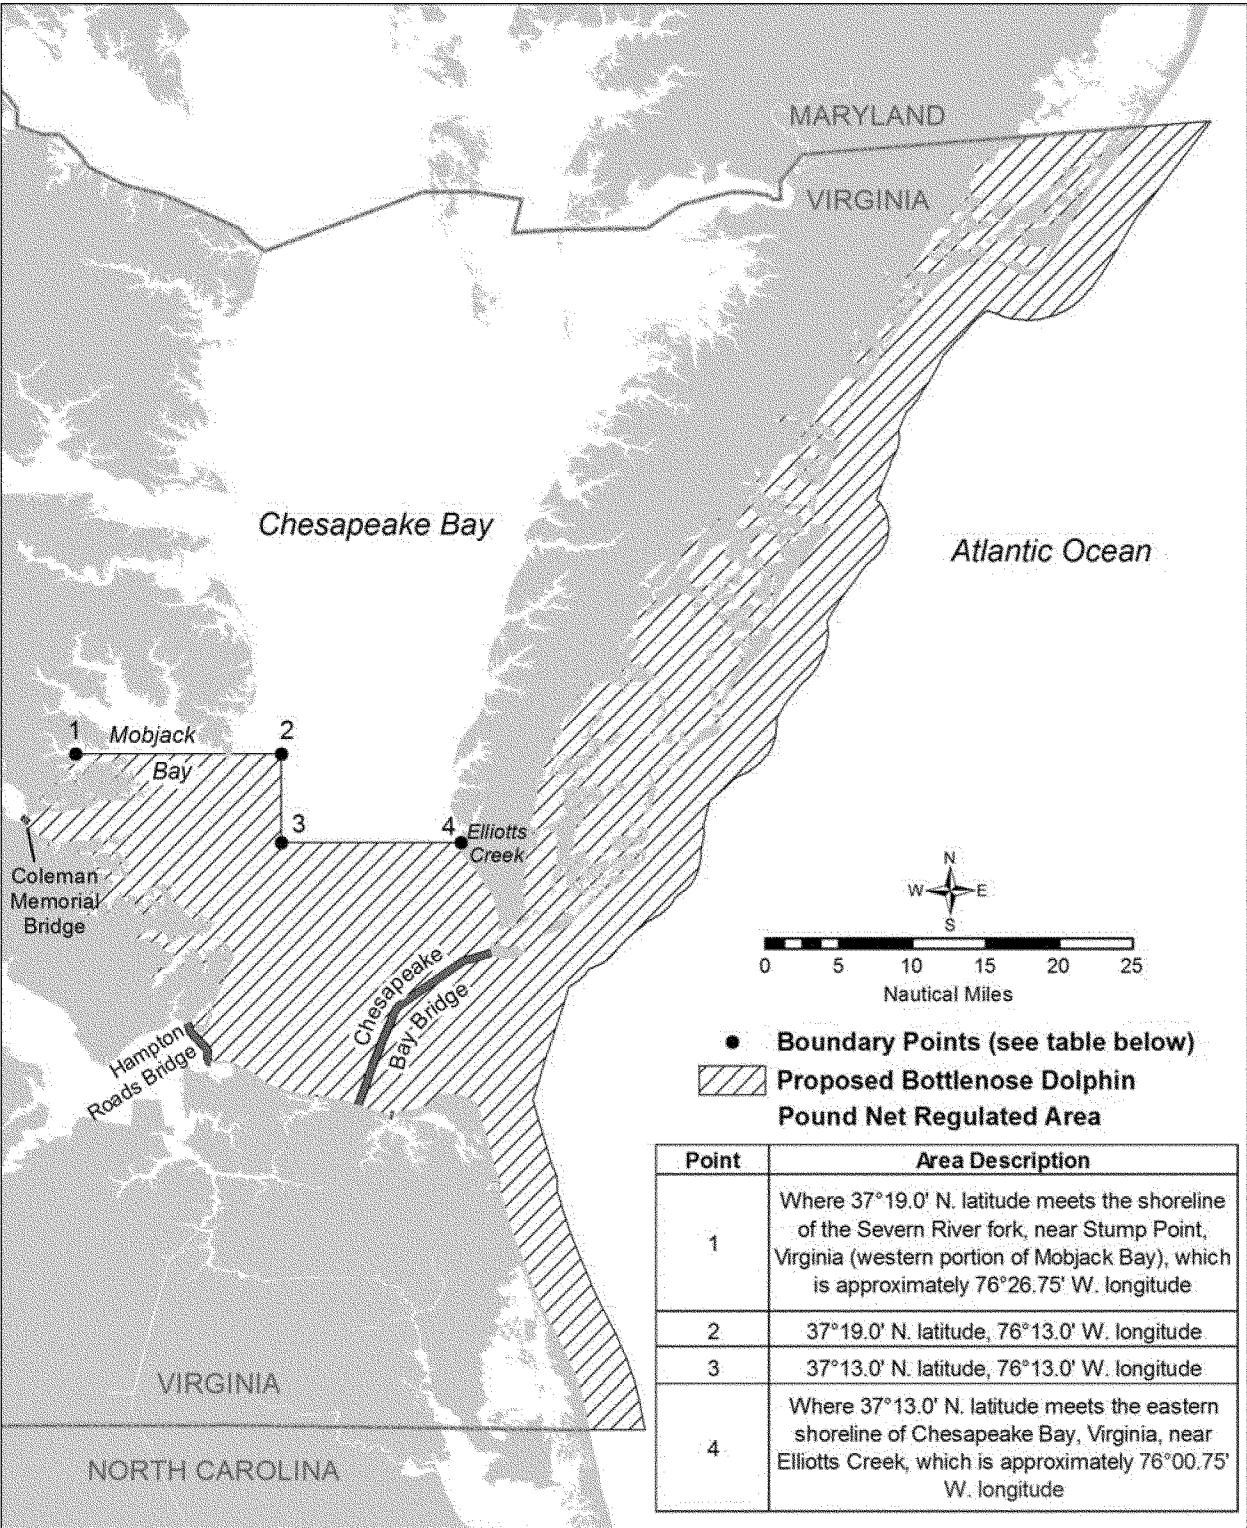 MARYLAND
VIRGINIA
Chesapeake Bay
Atlantic Ocean
1
Mobjack
Bay
2
3
4
Elliotts
Creek
Coleman
Memorial
Bridge
Chesapeake
Bay Bridge
Hampton
Roads Bridge
N
W
E
S
0 5 10 15 20 25
Nautical Miles
Boundary Points (see table below)
Proposed Bottlenose Dolphin
Pound Net Regulated Area
Point Area Description
1
Where 37°19.0' N. latitude meets the shoreline
of the Severn River fork, near Stump Point,
Virginia (western portion of Mobjack Bay), which
is approximately 76°26.75' W. longitude
2 37°19.0' N. latitude, 76°13.0' W. longitude
3 37°13.0' N. latitude, 76°13.0' W. longitude
4
Where 37°13.0' N. latitude meets the eastern
shoreline of Chesapeake Bay, Virginia, near
Elliotts Creek, which is approximately 76°00.75'
W. longitude
VIRGINIA
NORTH CAROLINA